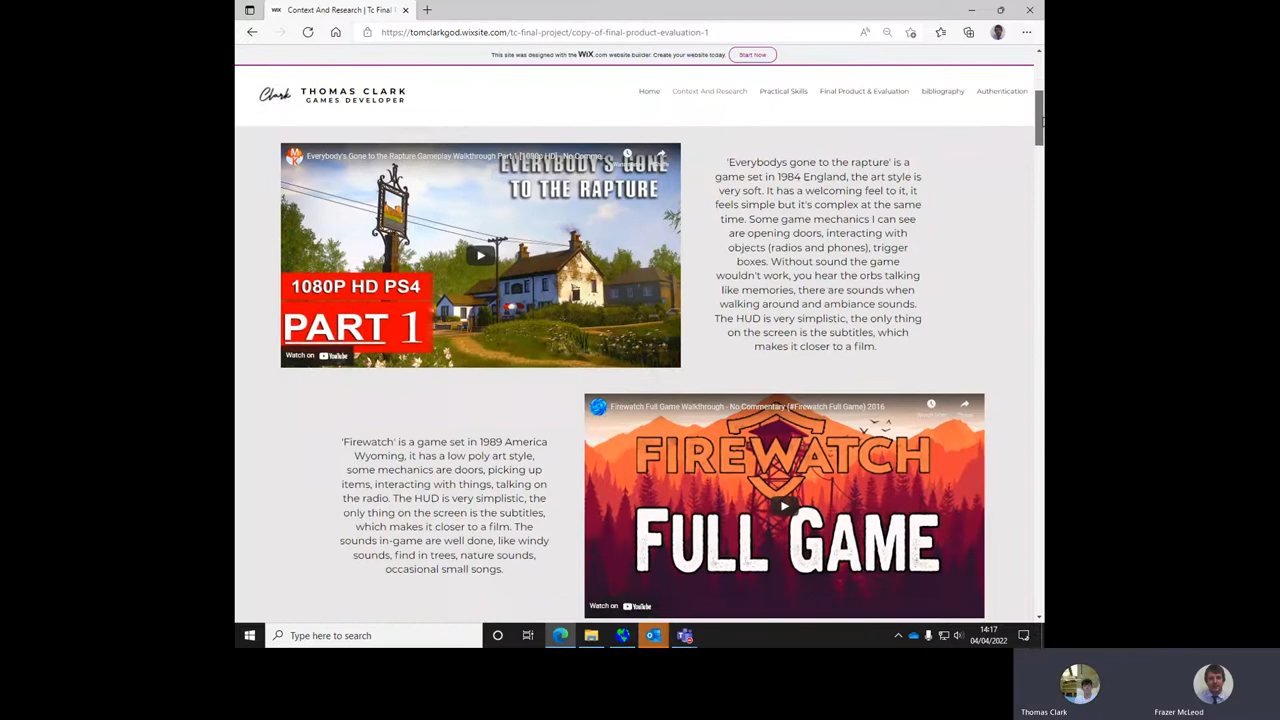 Context And Research | Tc Final
https://tomclarkgod.wixsite.com/tc-final-project/copy-of-final-product-evaluation-1
This site was designed with the WiX.com website builder. Create your website today. Start Now
Clark
THOMAS CLARK
GAMES DEVELOPER
Home Context And Research Practical Skills Final Product & Evaluation bibliography Authentication
Everybody's Gone to the Rapture Gameplay Walkthrough Part 1 [1080p HD] - No Comme
EVERYBODY'S GONE
TO THE RAPTURE
1080P HD PS4
PART 1
Watch on YouTube
'Everybodys gone to the rapture' is a
game set in 1984 England, the art style is
very soft. It has a welcoming feel to it, it
feels simple but it's complex at the same
time. Some game mechanics I can see
are opening doors, interacting with
objects (radios and phones), trigger
boxes. Without sound the game
wouldn't work, you hear the orbs talking
like memories, there are sounds when
walking around and ambiance sounds.
The HUD is very simplistic, the only thing
on the screen is the subtitles, which
makes it closer to a film.
'Firewatch' is a game set in 1989 America
Wyoming, it has a low poly art style,
some mechanics are doors, picking up
items, interacting with things, talking on
the radio. The HUD is very simplistic, the
only thing on the screen is the subtitles,
which makes it closer to a film. The
sounds in-game are well done, like windy
sounds, find in trees, nature sounds,
occasional small songs.
Firewatch Full Game Walkthrough - No Commentary (#Firewatch Full Game) 2016
FIREWATCH
FULL GAME
Watch on YouTube
Type here to search
14:17
04/04/2022
Thomas Clark
Frazer McLeod